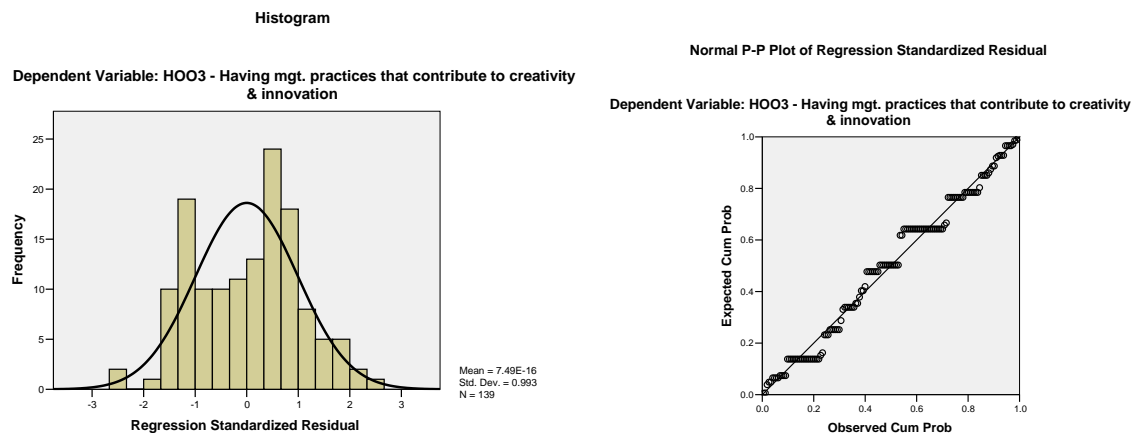 Histogram
Dependent Variable: HOO3 - Having mgt. practices that contribute to creativity
& innovation
Frequency
25
20
15
10
5
0
-3
-2
-1
0
1
2
3
Regression Standardized Residual
Mean = 7.49E-16
Std. Dev. = 0.993
N = 139
Normal P-P Plot of Regression Standardized Residual
Dependent Variable: HOO3 - Having mgt. practices that contribute to creativity
& innovation
Expected Cum Prob
1.0
0.8
0.6
0.4
0.2
0.0
0.0
0.2
0.4
0.6
0.8
1.0
Observed Cum Prob